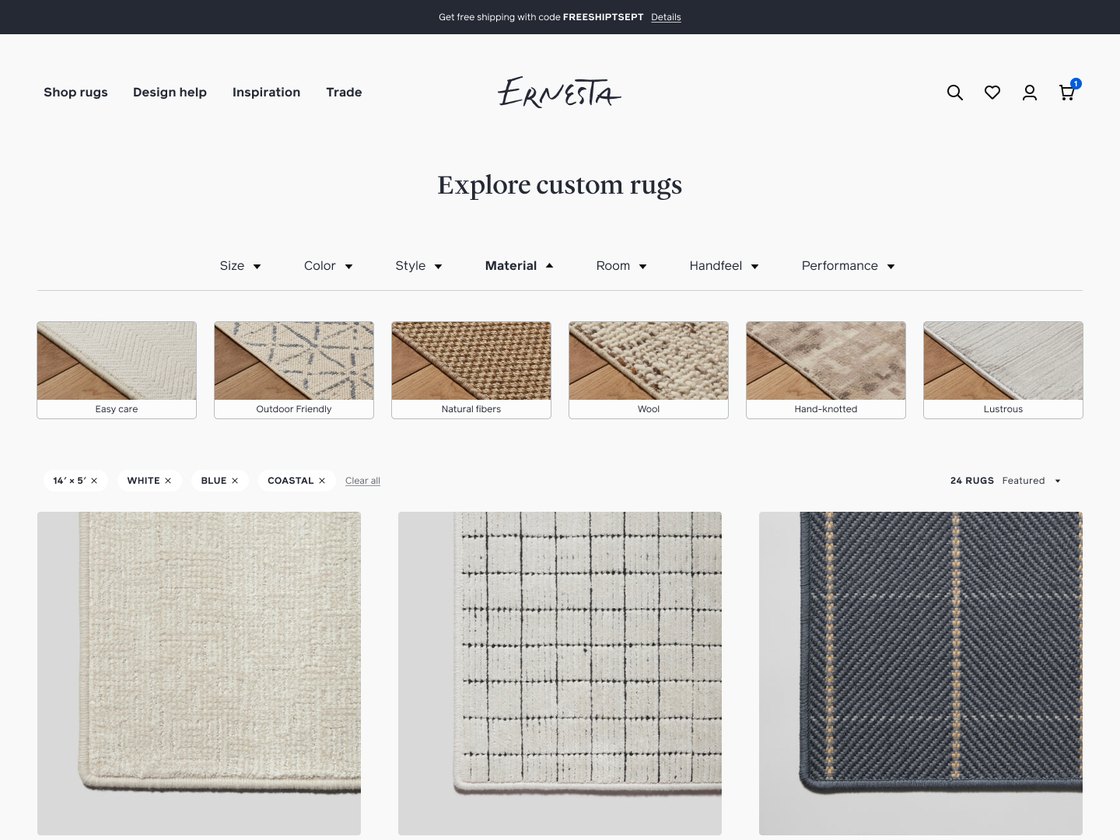 Get free shipping with code FREESHIPTSEPT Details
Shop rugs Design help Inspiration Trade ERNESTA 1
Explore custom rugs
Size Color Style Material Room Handfeel Performance
Easy care Outdoor Friendly Natural fibers Wool Hand-knotted Lustrous
14′ × 5′ × WHITE × BLUE × COASTAL × Clear all 24 RUGS Featured